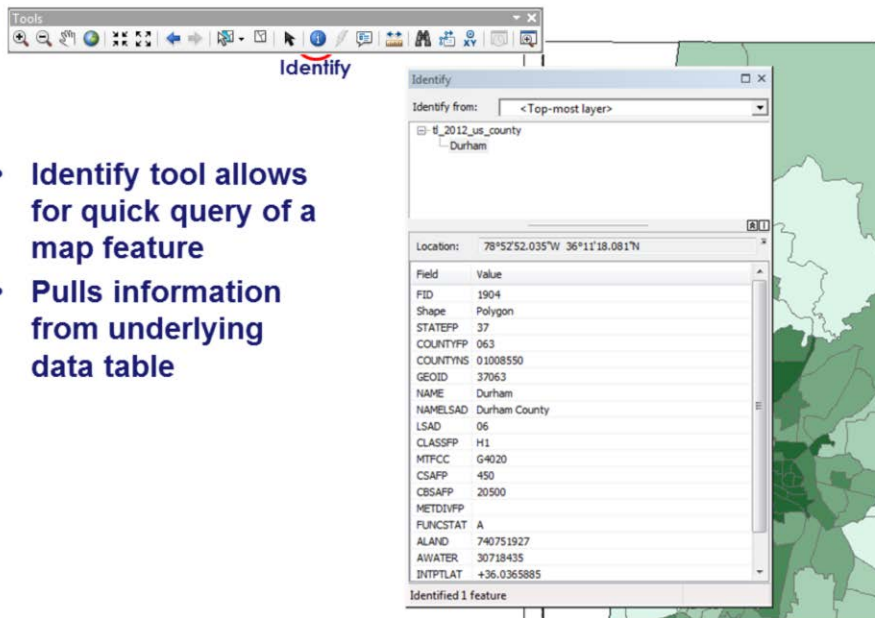 Tools
XY
Identify
• Identify tool allows
for quick query of a
map feature
• Pulls information
from underlying
data table
Identify
Identify from: <Top-most layer>
tl_2012_us_county
Durham
Location: 78°52'52.035"W 36°11'18.081"N
Field Value
FID 1904
Shape Polygon
STATEFP 37
COUNTYFP 063
COUNTYNS 01008550
GEOID 37063
NAME Durham
NAMELSAD Durham County
LSAD 06
CLASSFP H1
MTFCC G4020
CSAFP 450
CBSAFP 20500
METDIVFP
FUNCSTAT A
ALAND 740751927
AWATER 30718435
INTPTLAT +36.0365885
Identified 1 feature